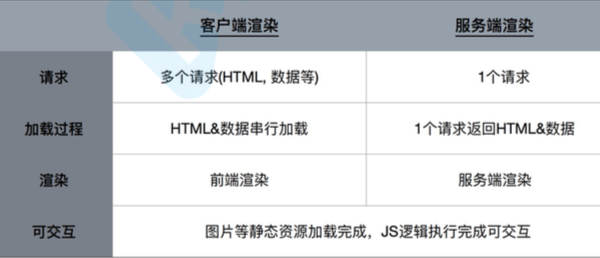 客户端渲染 服务端渲染
请求 多个请求(HTML, 数据等) 1个请求
加载过程 HTML&数据串行加载 1个请求返回HTML&数据
渲染 前端渲染 服务端渲染
可交互 图片等静态资源加载完成，JS逻辑执行完成可交互